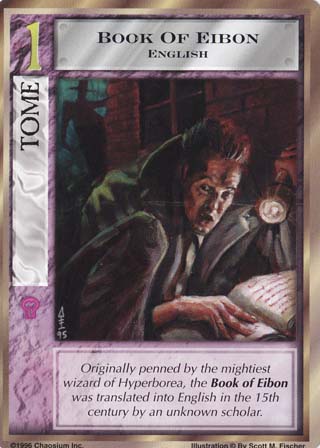 1
BOOK OF EIBON
ENGLISH
TOME
95
Originally penned by the mightiest
wizard of Hyperborea, the Book of Eibon
was translated into English in the 15th
century by an unknown scholar.
©1996 Chaosium Inc.
Illustration © By Scott M. Fischer